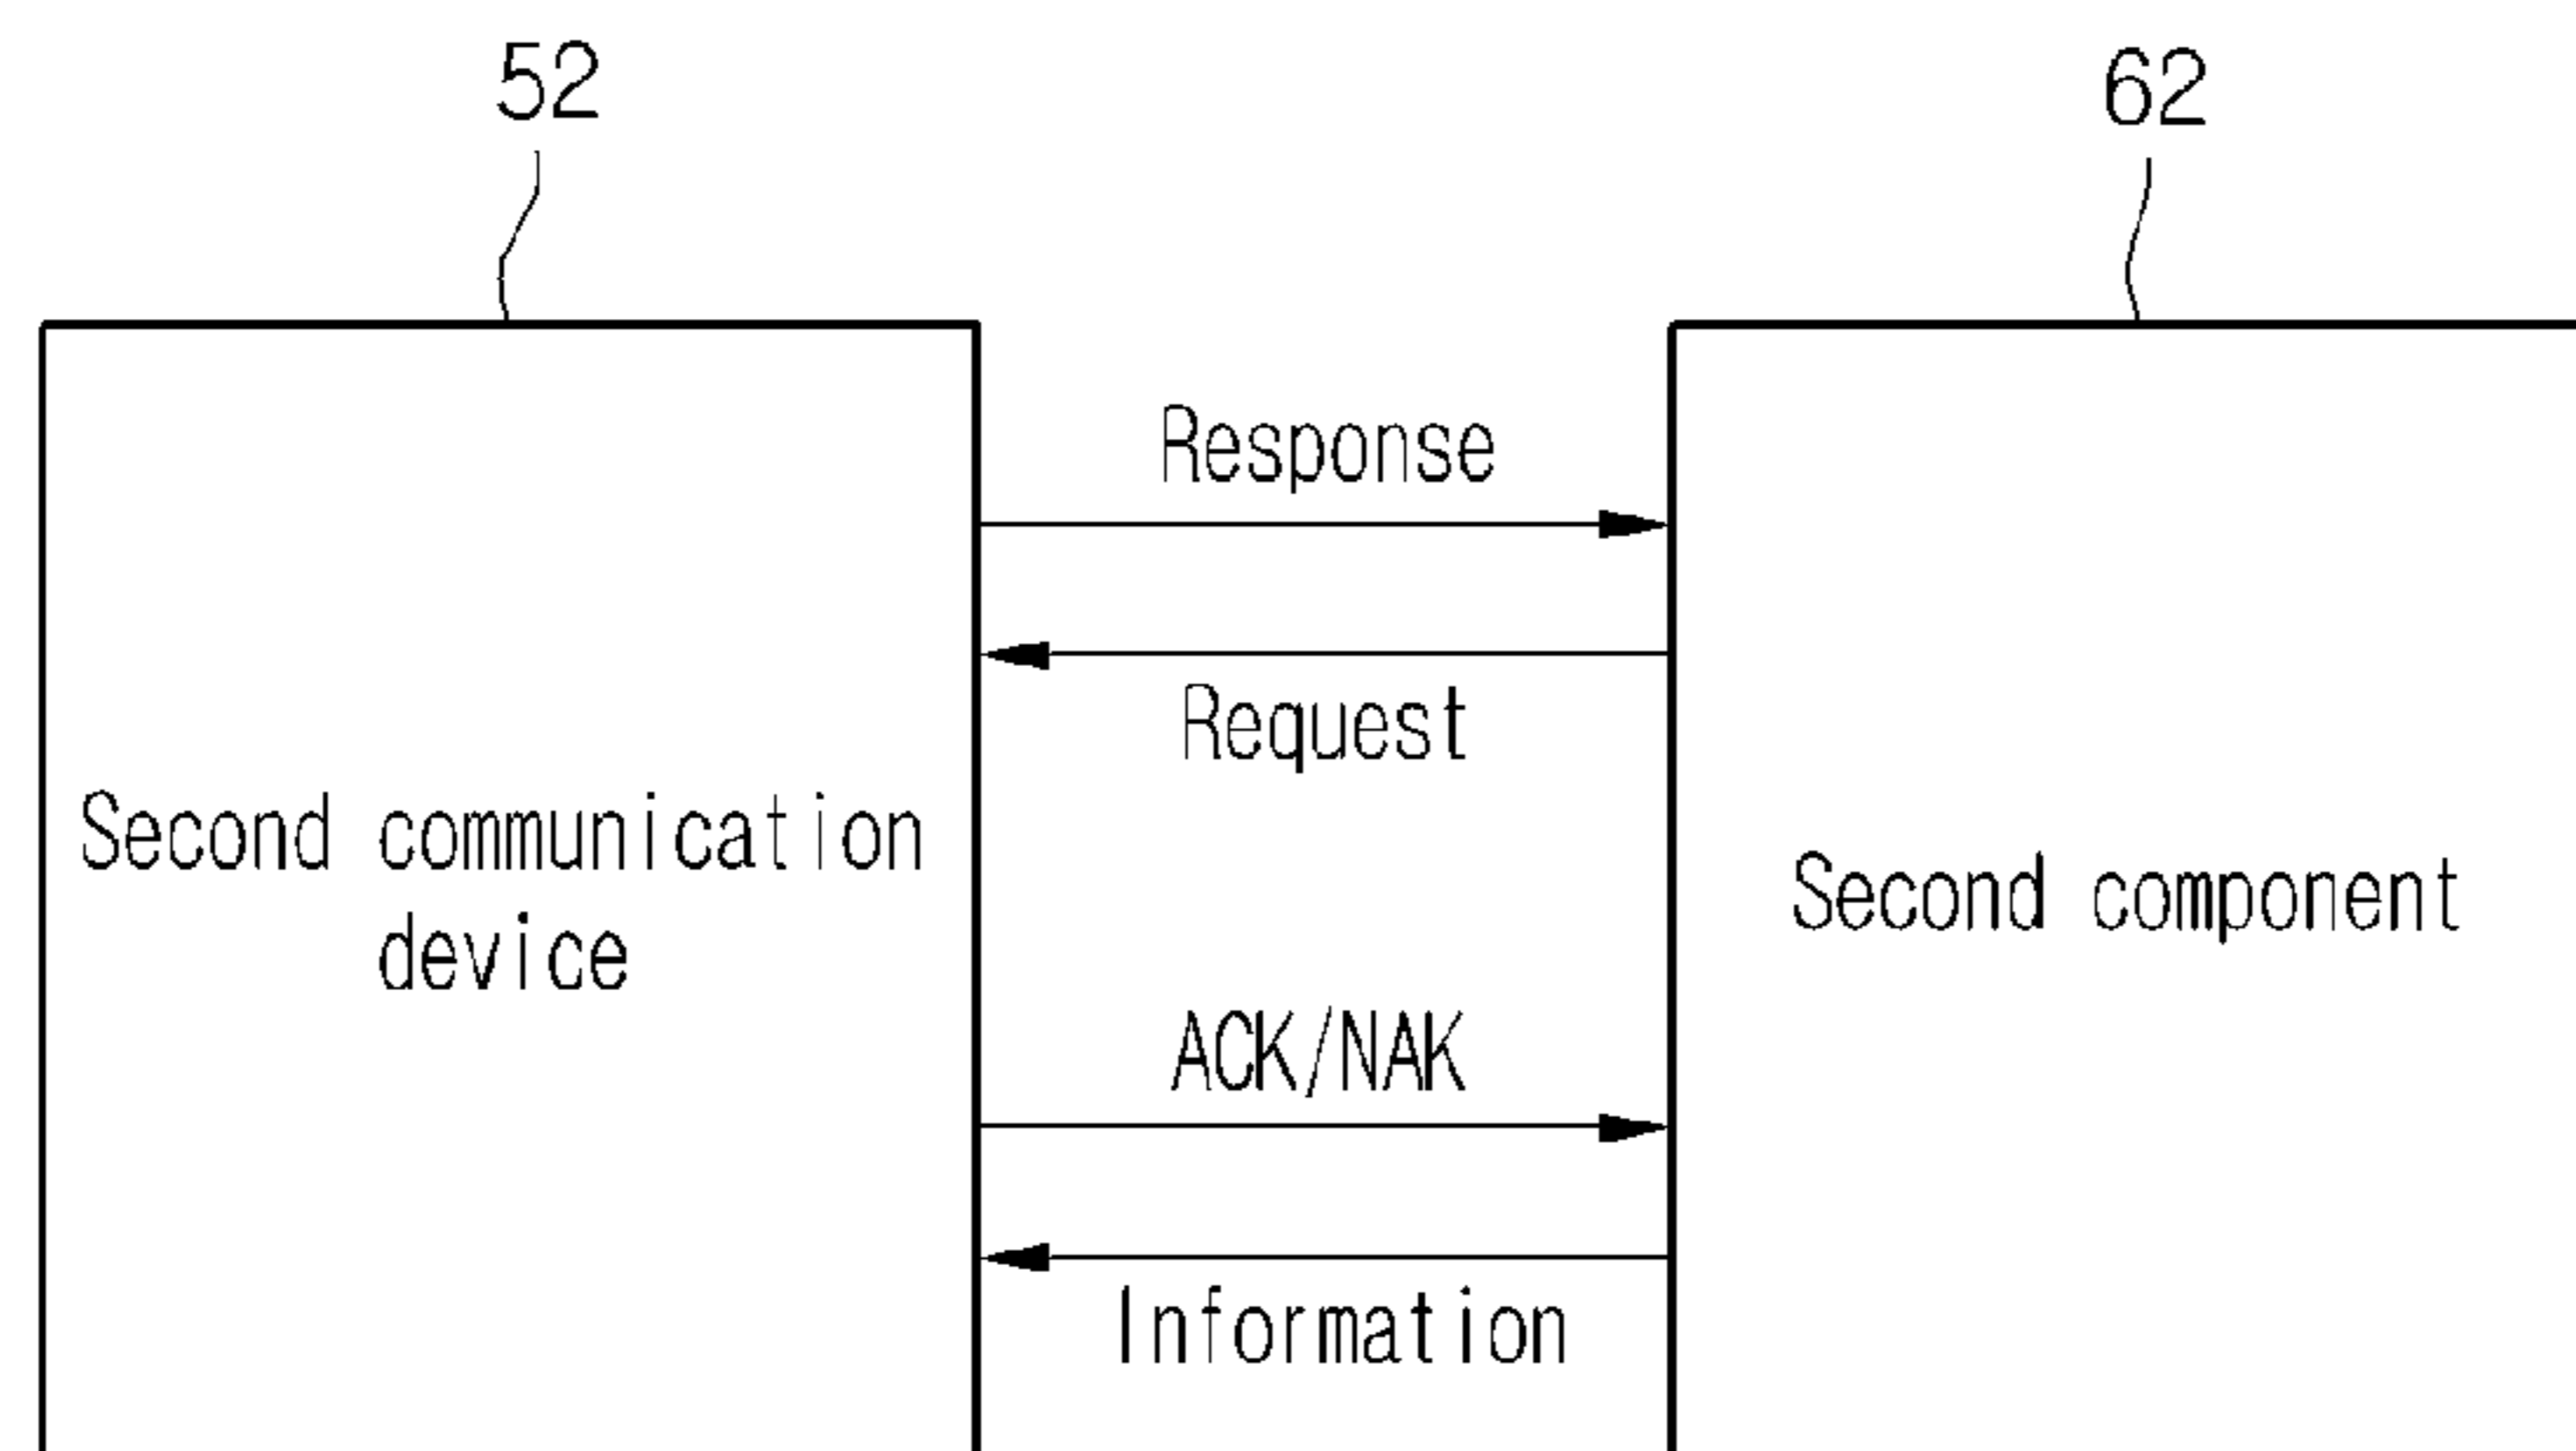 52
62
Response
Request
Second communication
device
Second component
ACK/NAK
Information